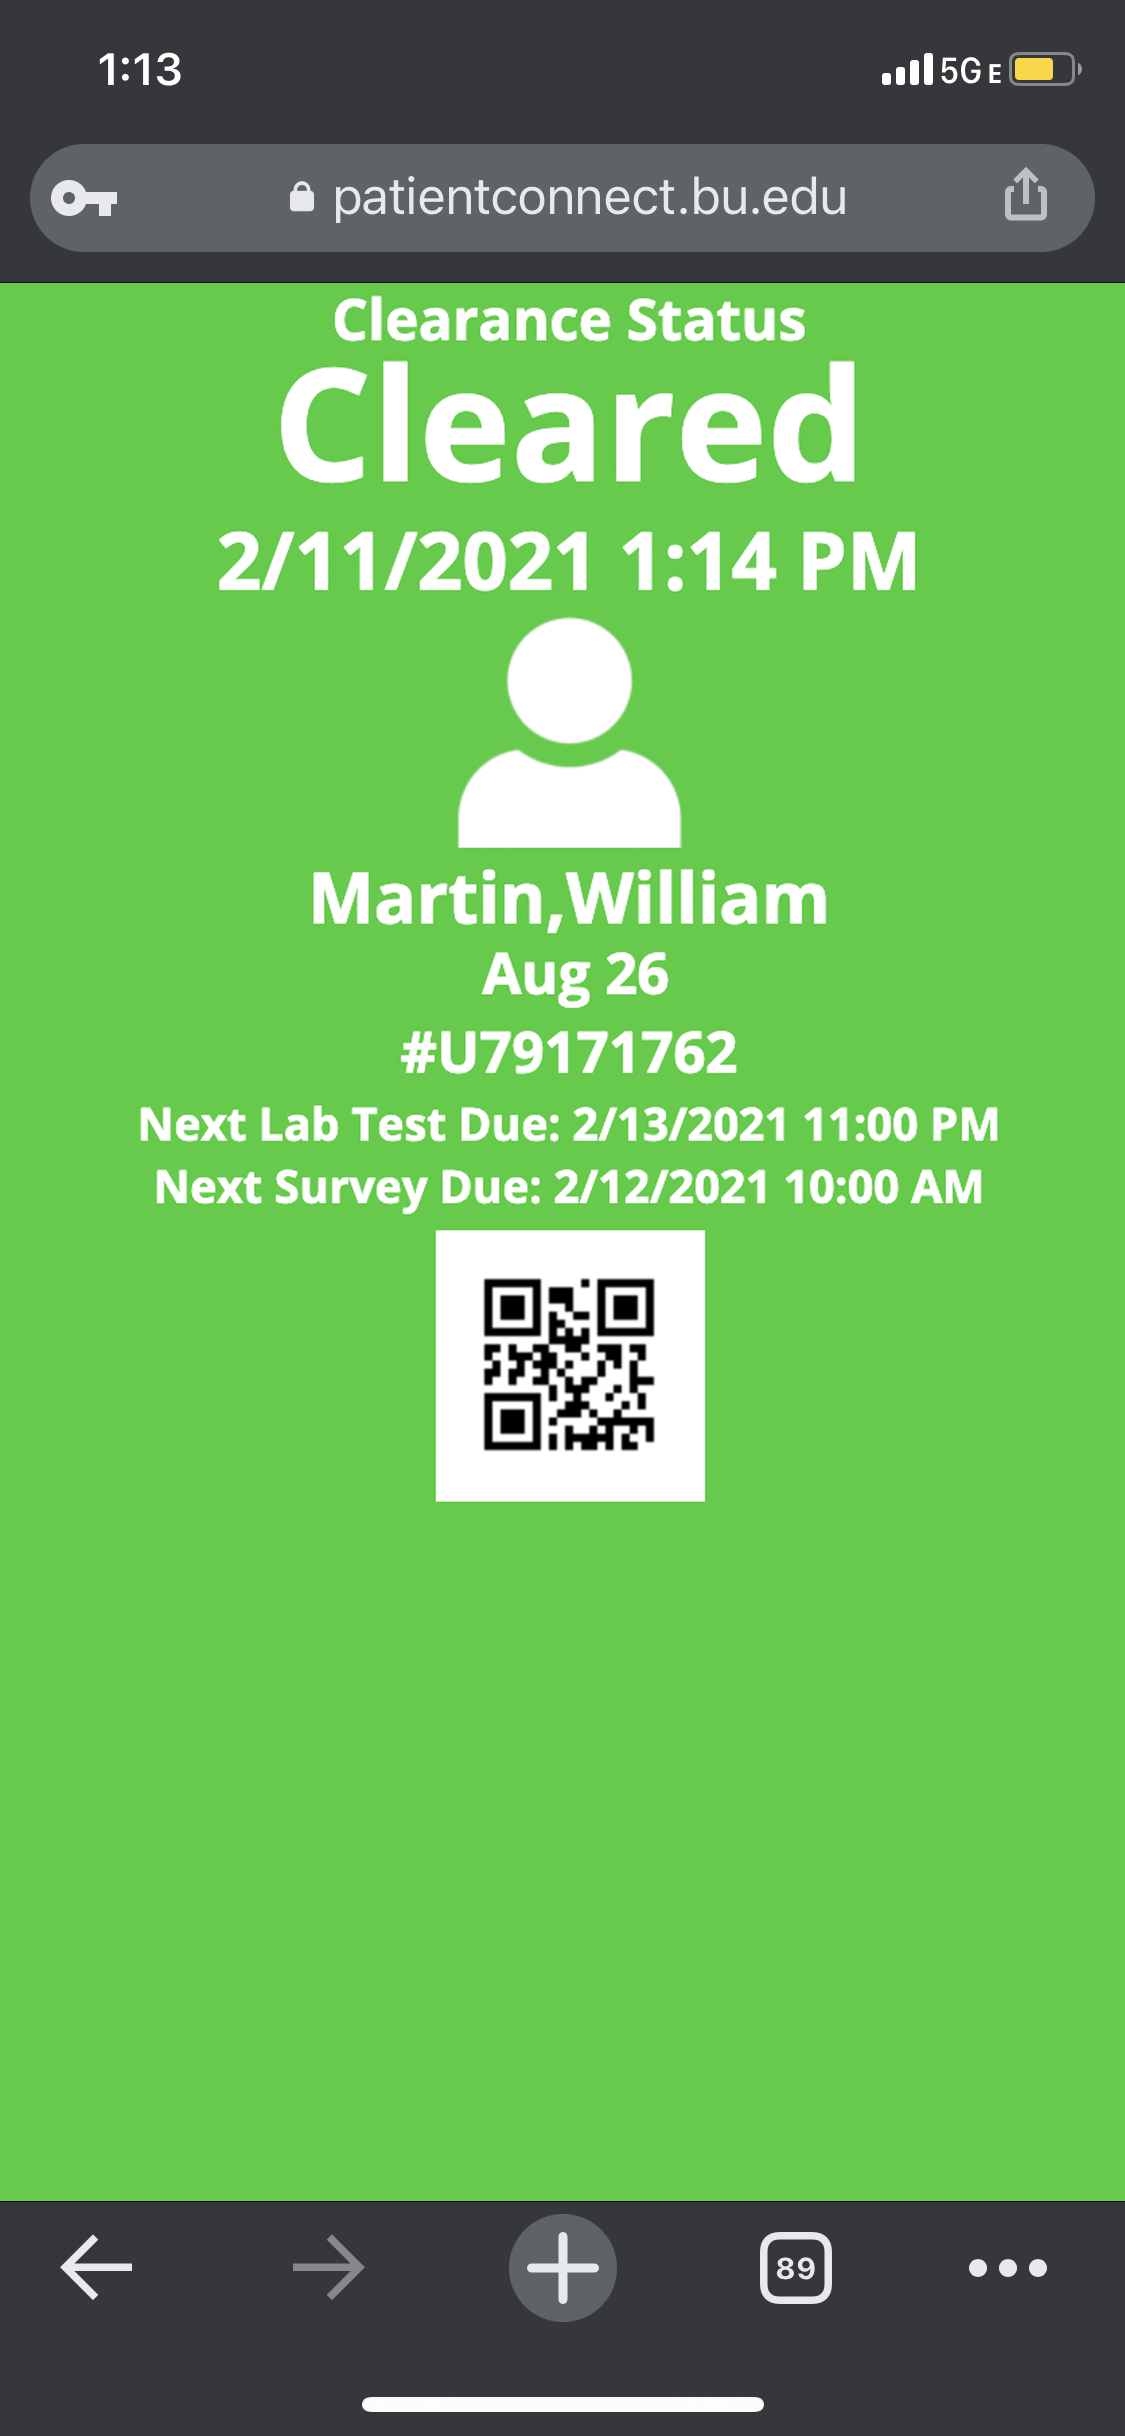 1:13
5G E
patientconnect.bu.edu
Clearance Status
Cleared
2/11/2021 1:14 PM
Martin,William
Aug 26
#U79171762
Next Lab Test Due: 2/13/2021 11:00 PM
Next Survey Due: 2/12/2021 10:00 AM
89